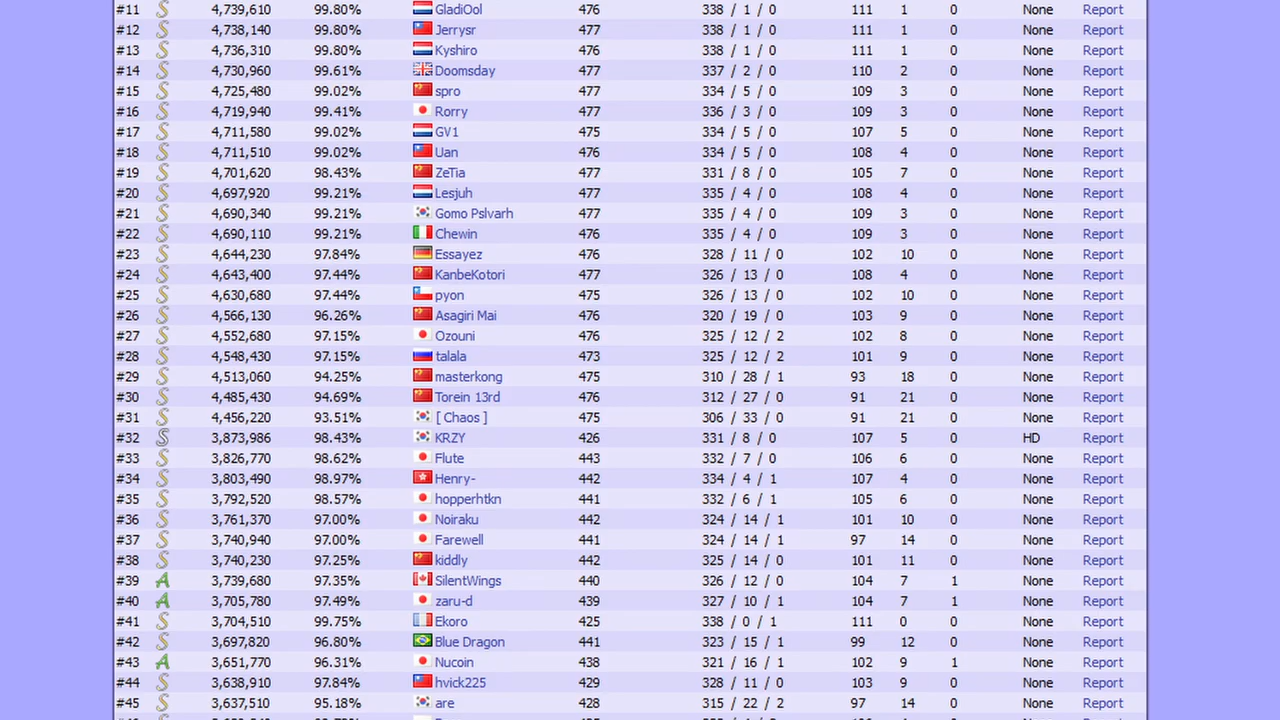 #11 S 4,739,610 99.80% GladiOol 476 338 / 1 / 0 111 1 0 None Report
#12 S 4,738,140 99.80% Jerrysr 477 338 / 1 / 0 111 1 0 None Report
#13 S 4,736,310 99.80% Kyshiro 476 338 / 1 / 0 111 1 0 None Report
#14 S 4,730,960 99.61% Doomsday 477 337 / 2 / 0 110 2 0 None Report
#15 S 4,725,480 99.02% spro 477 334 / 5 / 0 109 3 0 None Report
#16 S 4,719,940 99.41% Rorry 477 336 / 3 / 0 109 3 0 None Report
#17 S 4,711,580 99.02% GV1 475 334 / 5 / 0 107 5 0 None Report
#18 S 4,711,510 99.02% Uan 476 334 / 5 / 0 108 4 0 None Report
#19 S 4,701,620 98.43% ZeTia 477 331 / 8 / 0 105 7 0 None Report
#20 S 4,697,920 99.21% Lesjuh 477 335 / 4 / 0 108 4 0 None Report
#21 S 4,690,340 99.21% Gomo Pslvarh 477 335 / 4 / 0 109 3 0 None Report
#22 S 4,690,110 99.21% Chewin 476 335 / 4 / 0 109 3 0 None Report
#23 S 4,644,230 97.84% Essayez 476 328 / 11 / 0 102 10 0 None Report
#24 S 4,643,400 97.44% KanbeKotori 477 326 / 13 / 0 108 4 0 None Report
#25 S 4,630,680 97.44% pyon 475 326 / 13 / 0 102 10 0 None Report
#26 S 4,566,130 96.26% Asagiri Mai 476 320 / 19 / 0 103 9 0 None Report
#27 S 4,552,680 97.15% Ozouni 476 325 / 12 / 2 102 8 0 None Report
#28 S 4,548,430 97.15% talala 473 325 / 12 / 2 101 9 0 None Report
#29 S 4,513,060 94.25% masterkong 475 310 / 28 / 1 93 18 0 None Report
#30 S 4,485,430 94.69% Torein 13rd 476 312 / 27 / 0 91 21 0 None Report
#31 S 4,456,220 93.51% [ Chaos ] 475 306 / 33 / 0 91 21 0 None Report
#32 S 3,873,986 98.43% KRZY 426 331 / 8 / 0 107 5 0 HD Report
#33 S 3,826,770 98.62% Flute 443 332 / 7 / 0 106 6 0 None Report
#34 S 3,803,490 98.97% Henry- 442 334 / 4 / 1 107 4 0 None Report
#35 S 3,792,520 98.57% hopperhtkn 441 332 / 6 / 1 105 6 0 None Report
#36 S 3,761,370 97.00% Noiraku 442 324 / 14 / 1 101 10 0 None Report
#37 S 3,740,940 97.00% Farewell 441 324 / 14 / 1 97 14 0 None Report
#38 S 3,740,230 97.25% kiddly 442 325 / 14 / 0 101 11 0 None Report
#39 A 3,739,680 97.35% SilentWings 440 326 / 12 / 0 104 7 0 None Report
#40 A 3,705,780 97.49% zaru-d 439 327 / 10 / 1 104 7 1 None Report
#41 S 3,704,510 99.75% Ekoro 425 338 / 0 / 1 111 0 0 None Report
#42 S 3,697,820 96.80% Blue Dragon 441 323 / 15 / 1 99 12 0 None Report
#43 A 3,651,770 96.31% Nucoin 438 321 / 16 / 1 102 9 1 None Report
#44 S 3,638,910 97.84% hvick225 429 328 / 11 / 0 103 9 0 None Report
#45 S 3,637,510 95.18% are 428 315 / 22 / 2 97 14 0 None Report